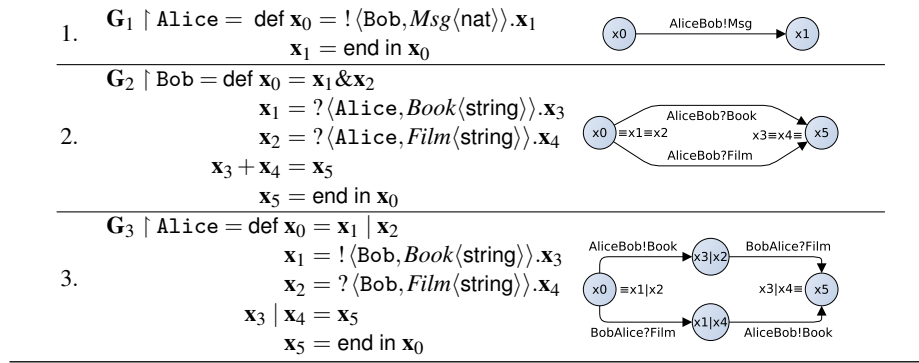 1.
G₁ ↾ Alice = def x₀ = !⟨Bob, Msg⟨nat⟩⟩.x₁
x₁ = end in x₀
x0 AliceBob!Msg x1
2.
G₂ ↾ Bob = def x₀ = x₁&x₂
x₁ = ?⟨Alice, Book⟨string⟩⟩.x₃
x₂ = ?⟨Alice, Film⟨string⟩⟩.x₄
x₃ + x₄ = x₅
x₅ = end in x₀
AliceBob?Book
x0 ≡x1≡x2 x3≡x4≡ x5
AliceBob?Film
3.
G₃ ↾ Alice = def x₀ = x₁ | x₂
x₁ = !⟨Bob, Book⟨string⟩⟩.x₃
x₂ = ?⟨Bob, Film⟨string⟩⟩.x₄
x₃ | x₄ = x₅
x₅ = end in x₀
AliceBob!Book x3|x2 BobAlice?Film
x0 ≡x1|x2 x3|x4≡ x5
BobAlice?Film x1|x4 AliceBob!Book